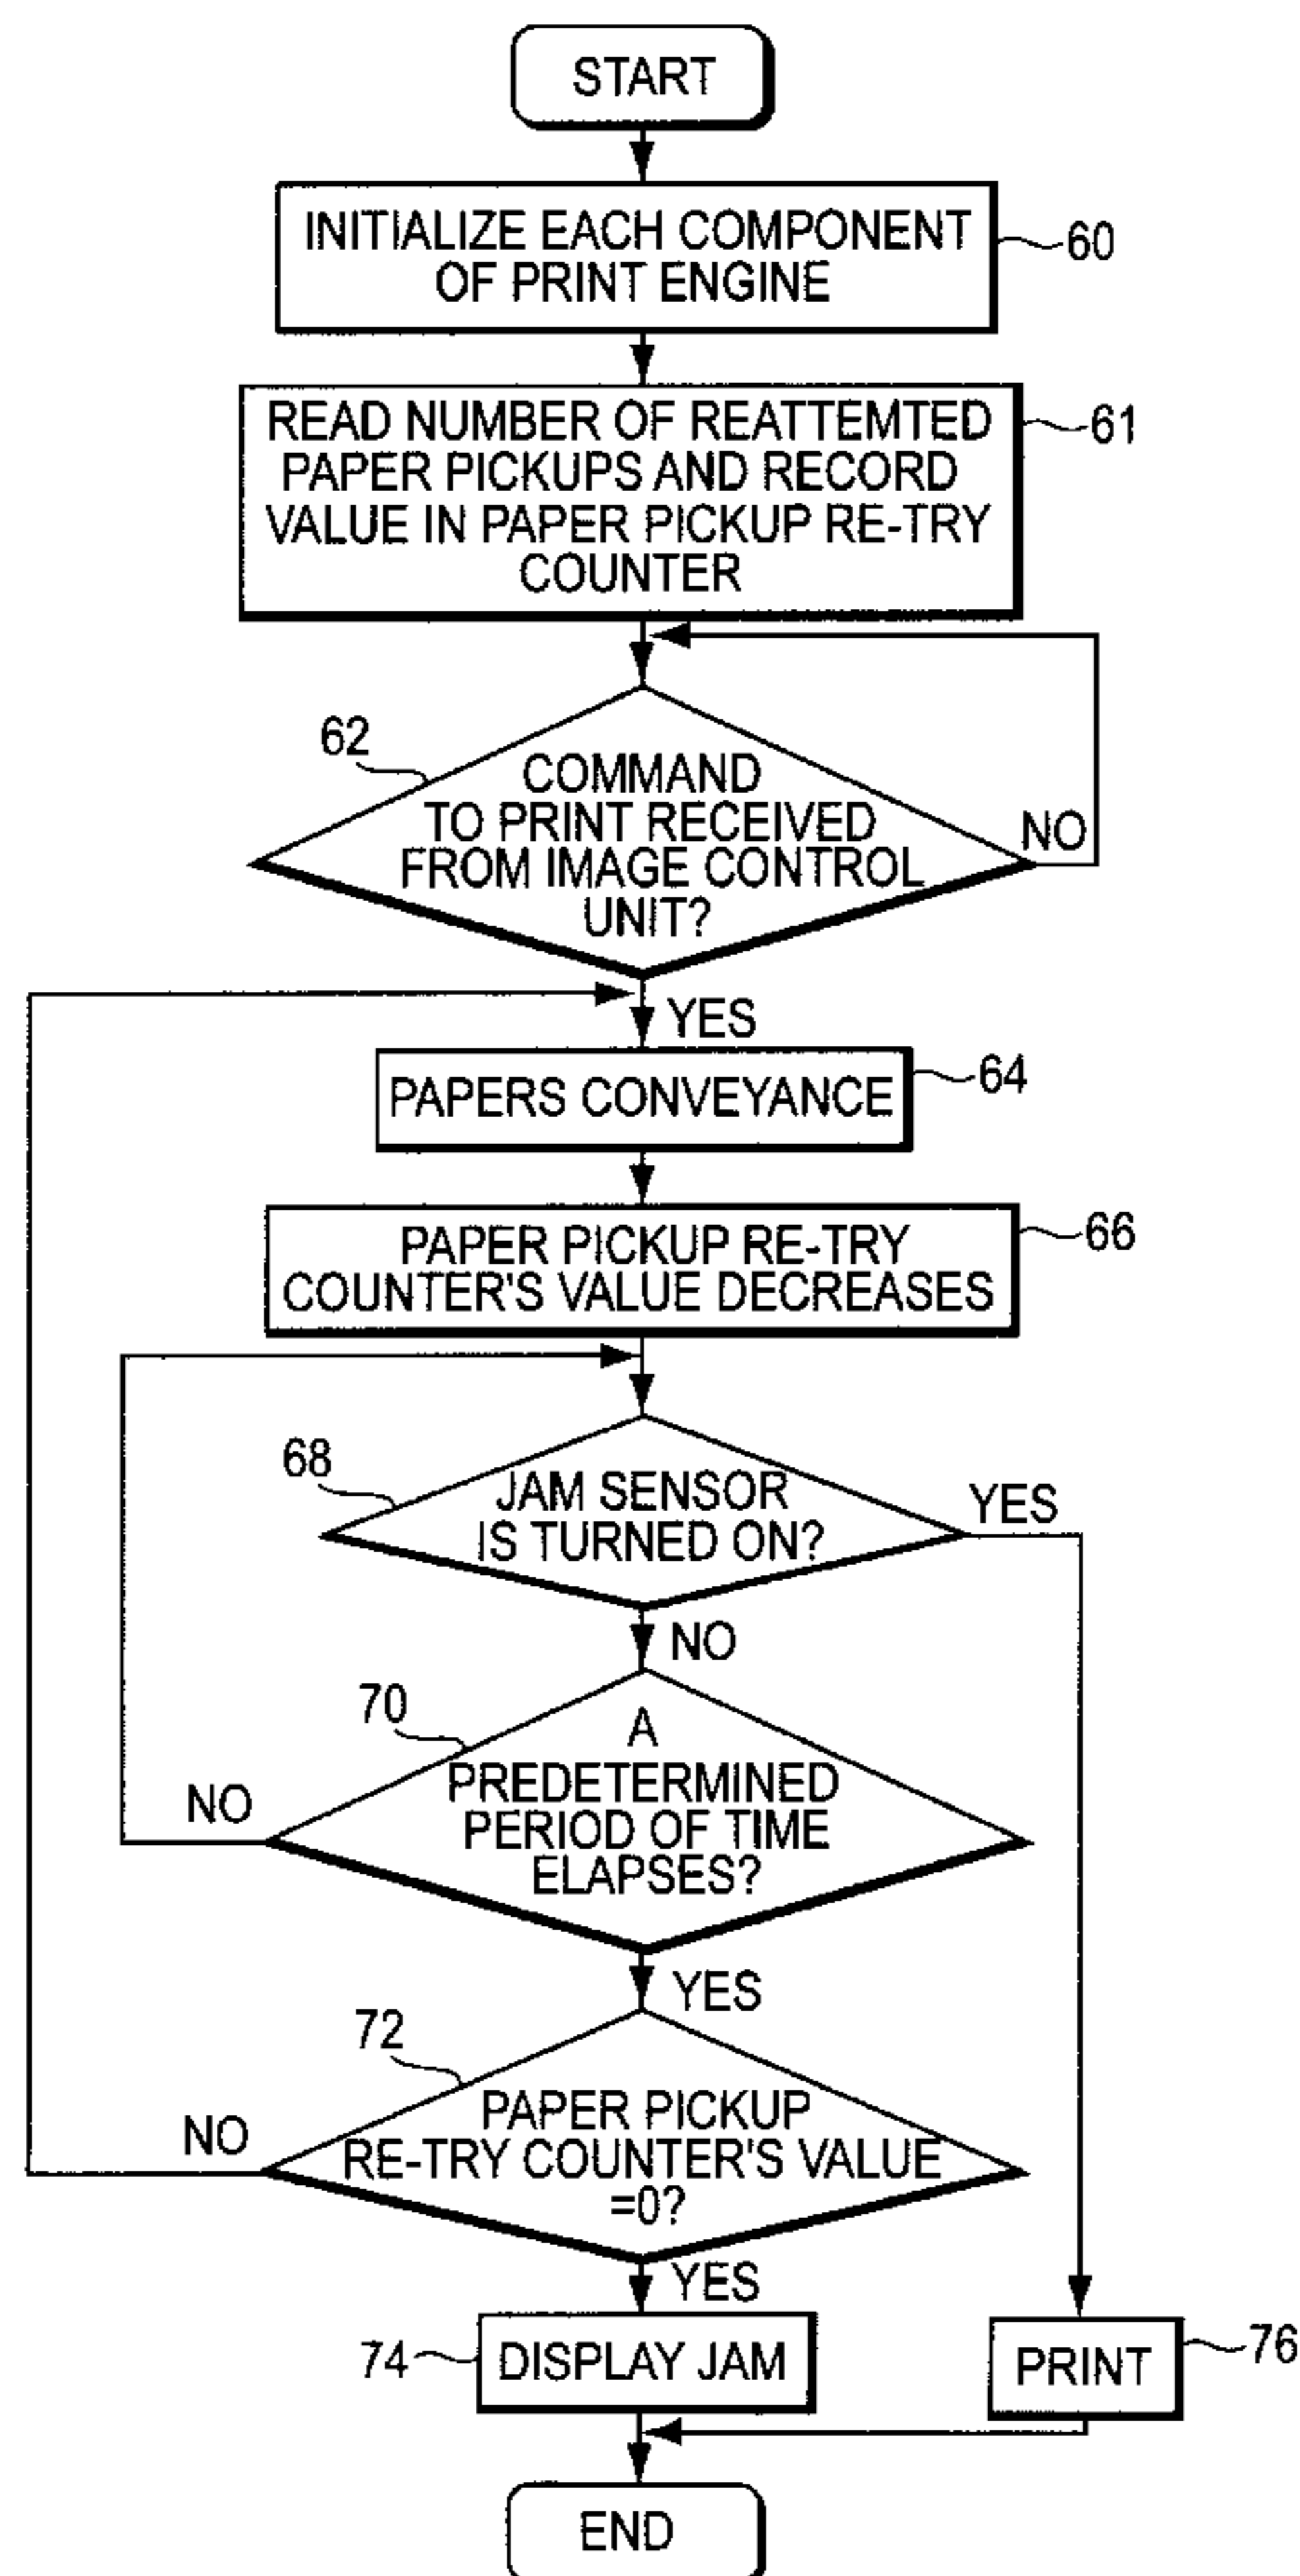 START
INITIALIZE EACH COMPONENT
OF PRINT ENGINE
60
READ NUMBER OF REATTEMTED
PAPER PICKUPS AND RECORD
VALUE IN PAPER PICKUP RE-TRY
COUNTER
61
62
COMMAND
TO PRINT RECEIVED
FROM IMAGE CONTROL
UNIT?
NO
YES
PAPERS CONVEYANCE
64
PAPER PICKUP RE-TRY
COUNTER'S VALUE DECREASES
66
68
JAM SENSOR
IS TURNED ON?
YES
NO
70
A
PREDETERMINED
PERIOD OF TIME
ELAPSES?
NO
YES
72
PAPER PICKUP
RE-TRY COUNTER'S VALUE
=0?
NO
YES
74
DISPLAY JAM
PRINT
76
END